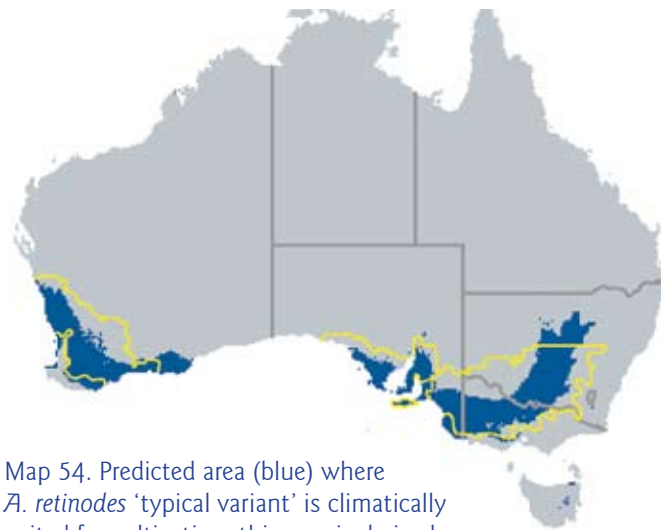 Map 54. Predicted area (blue) where
A. retinodes ‘typical variant’ is climatically